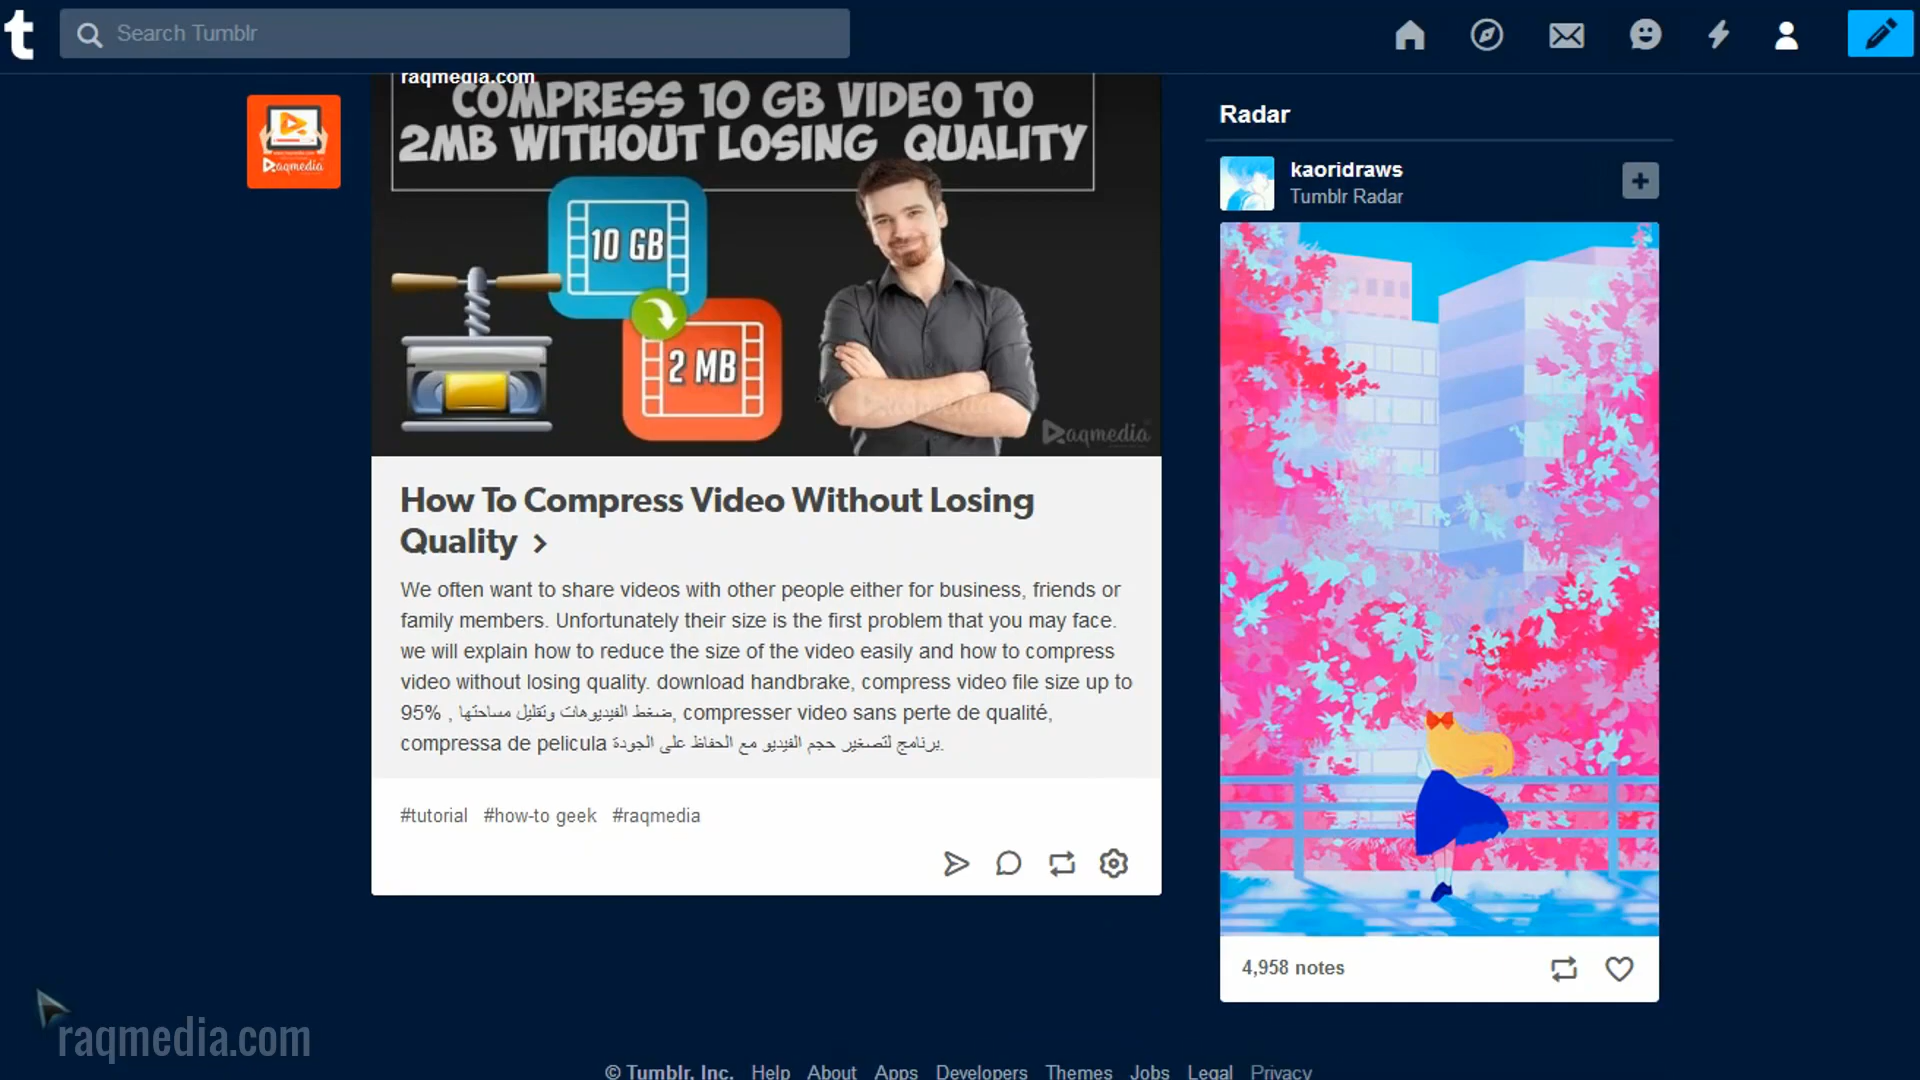 Search Tumblr
raqmedia.com
COMPRESS 10 GB VIDEO TO
2MB WITHOUT LOSING QUALITY
10 GB
2 MB
Raqmedia
aqmedia
How To Compress Video Without Losing
Quality >
We often want to share videos with other people either for business, friends or
family members. Unfortunately their size is the first problem that you may face.
we will explain how to reduce the size of the video easily and how to compress
video without losing quality. download handbrake, compress video file size up to
95% , ضغط الفيديوهات وتقليل مساحتها, compresser video sans perte de qualité,
compressa de pelicula برنامج لتصغير حجم الفيديو مع الحفاظ على الجودة.
#tutorial #how-to geek #raqmedia
Radar
kaoridraws
Tumblr Radar
4,958 notes
raqmedia.com
© Tumblr, Inc. Help About Apps Developers Themes Jobs Legal Privacy